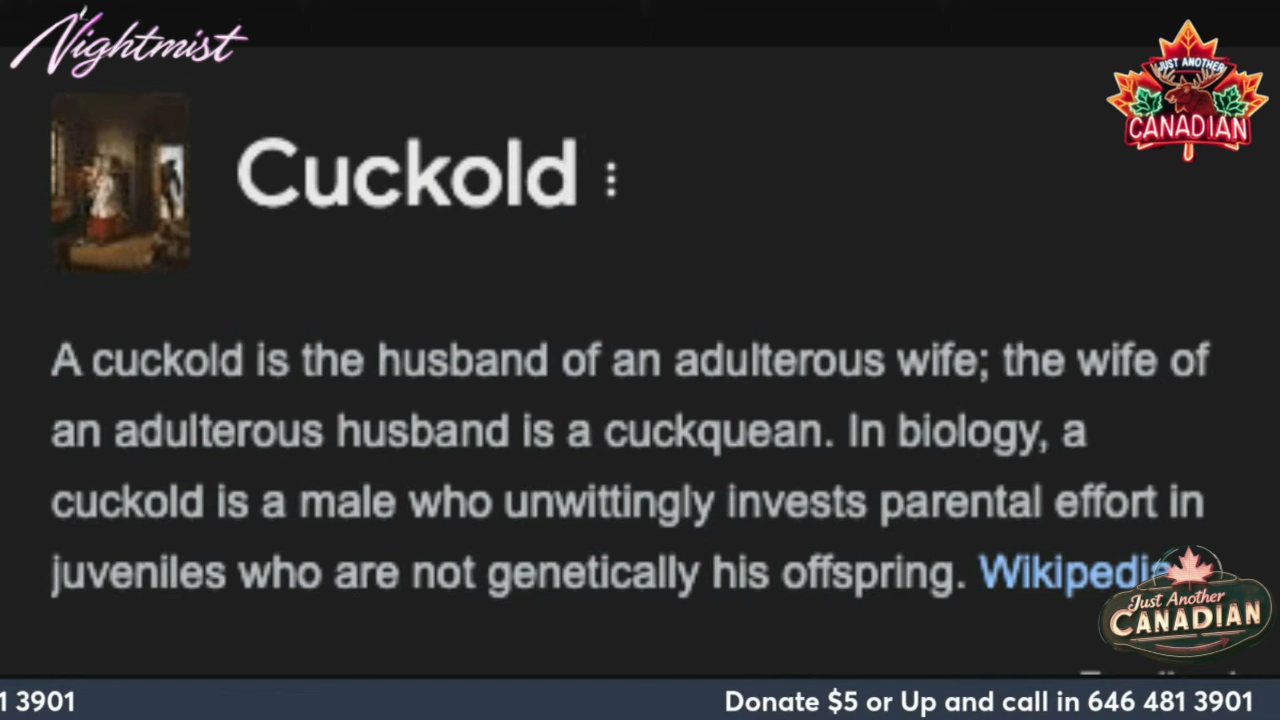 Nightmist
JUST ANOTHER
CANADIAN
Cuckold
A cuckold is the husband of an adulterous wife; the wife of
an adulterous husband is a cuckquean. In biology, a
cuckold is a male who unwittingly invests parental effort in
juveniles who are not genetically his offspring. Wikipedia
Just Another
CANADIAN
1 3901
Donate $5 or Up and call in 646 481 3901